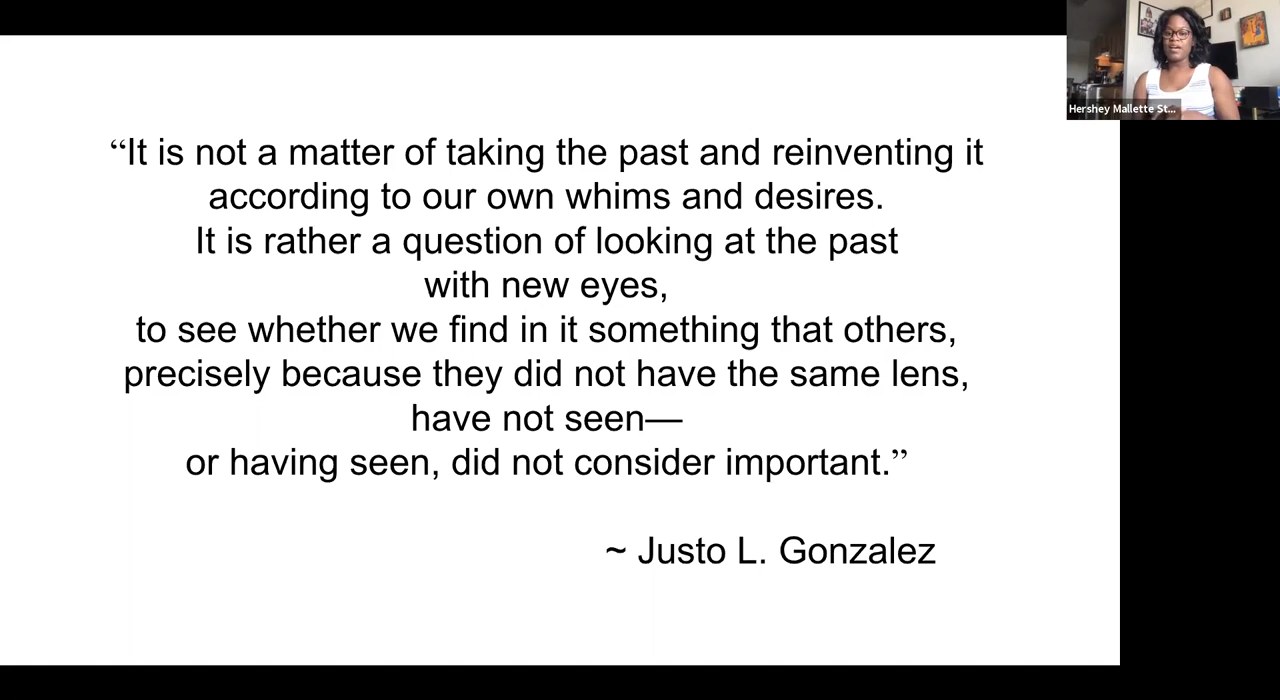 “It is not a matter of taking the past and reinventing it
according to our own whims and desires.
It is rather a question of looking at the past
with new eyes,
to see whether we find in it something that others,
precisely because they did not have the same lens,
have not seen—
or having seen, did not consider important.”
~ Justo L. Gonzalez
Hershey Mallette St...